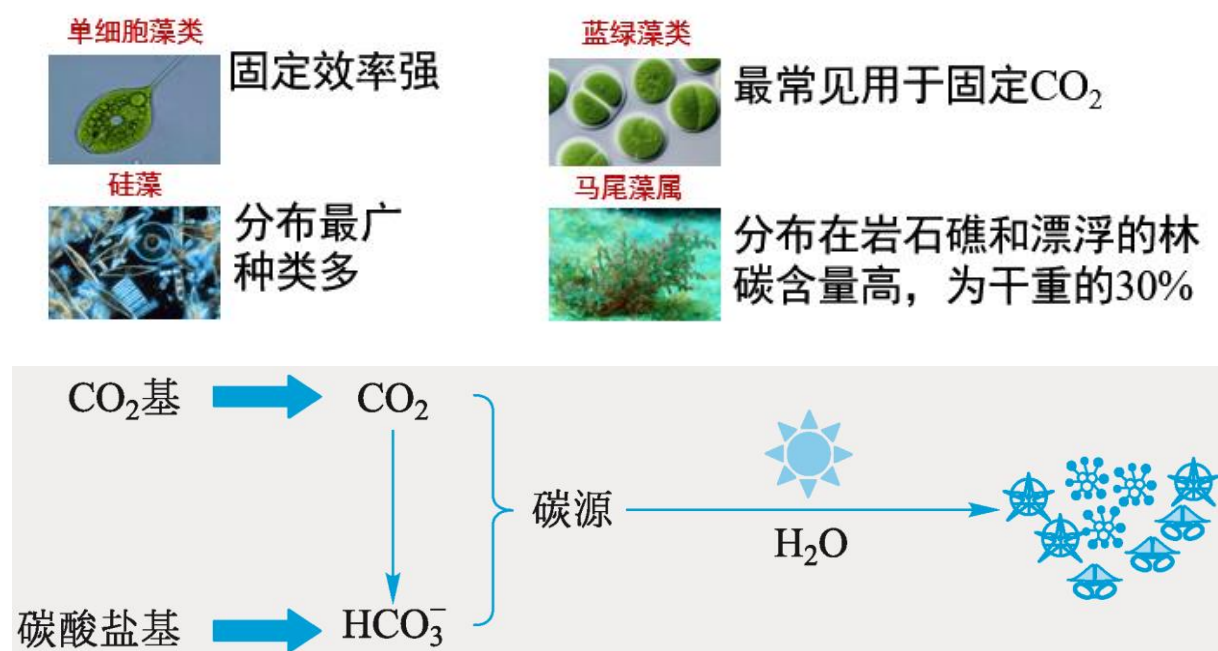 单细胞藻类
固定效率强
蓝绿藻类
最常见用于固定CO₂
硅藻
分布最广
种类多
马尾藻属
分布在岩石礁和漂浮的林
碳含量高，为干重的30%
CO₂基
CO₂
碳源
H₂O
碳酸盐基
HCO₃⁻